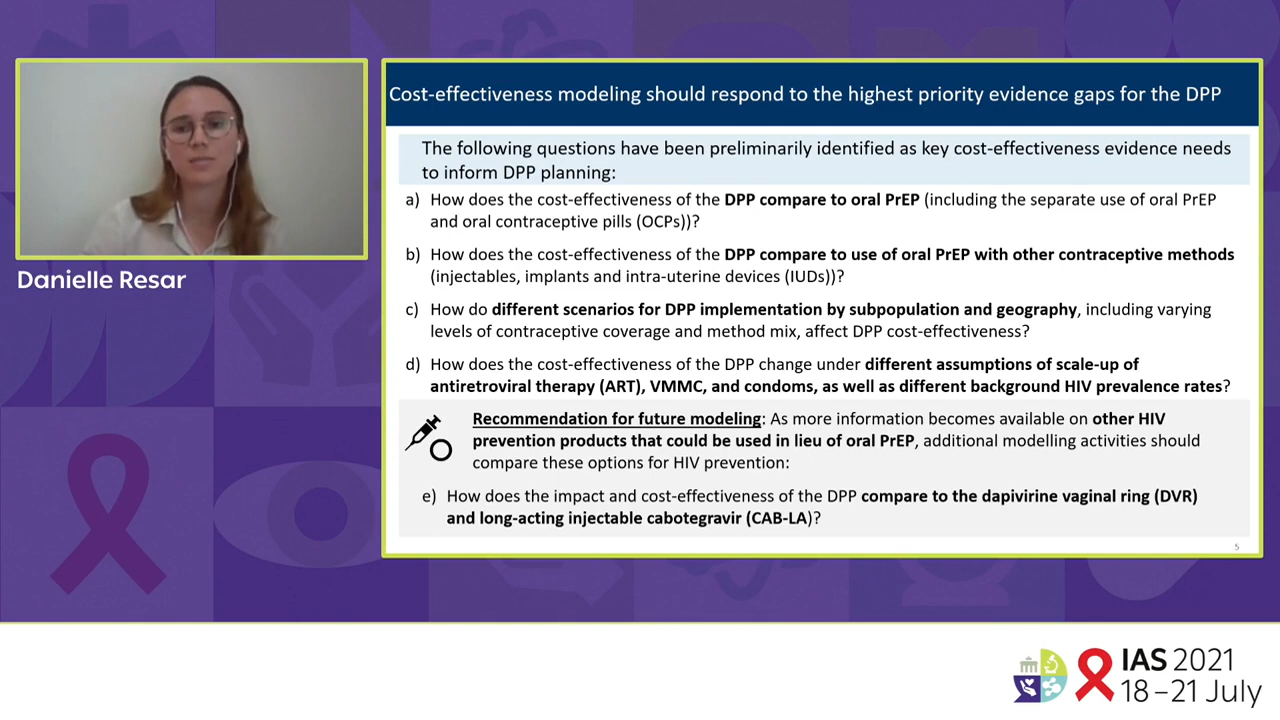 Danielle Resar
Cost-effectiveness modeling should respond to the highest priority evidence gaps for the DPP
The following questions have been preliminarily identified as key cost-effectiveness evidence needs
to inform DPP planning:
a) How does the cost-effectiveness of the DPP compare to oral PrEP (including the separate use of oral PrEP
and oral contraceptive pills (OCPs))?
b) How does the cost-effectiveness of the DPP compare to use of oral PrEP with other contraceptive methods
(injectables, implants and intra-uterine devices (IUDs))?
c) How do different scenarios for DPP implementation by subpopulation and geography, including varying
levels of contraceptive coverage and method mix, affect DPP cost-effectiveness?
d) How does the cost-effectiveness of the DPP change under different assumptions of scale-up of
antiretroviral therapy (ART), VMMC, and condoms, as well as different background HIV prevalence rates?
Recommendation for future modeling: As more information becomes available on other HIV
prevention products that could be used in lieu of oral PrEP, additional modelling activities should
compare these options for HIV prevention:
e) How does the impact and cost-effectiveness of the DPP compare to the dapivirine vaginal ring (DVR)
and long-acting injectable cabotegravir (CAB-LA)?
5
IAS 2021
18–21 July